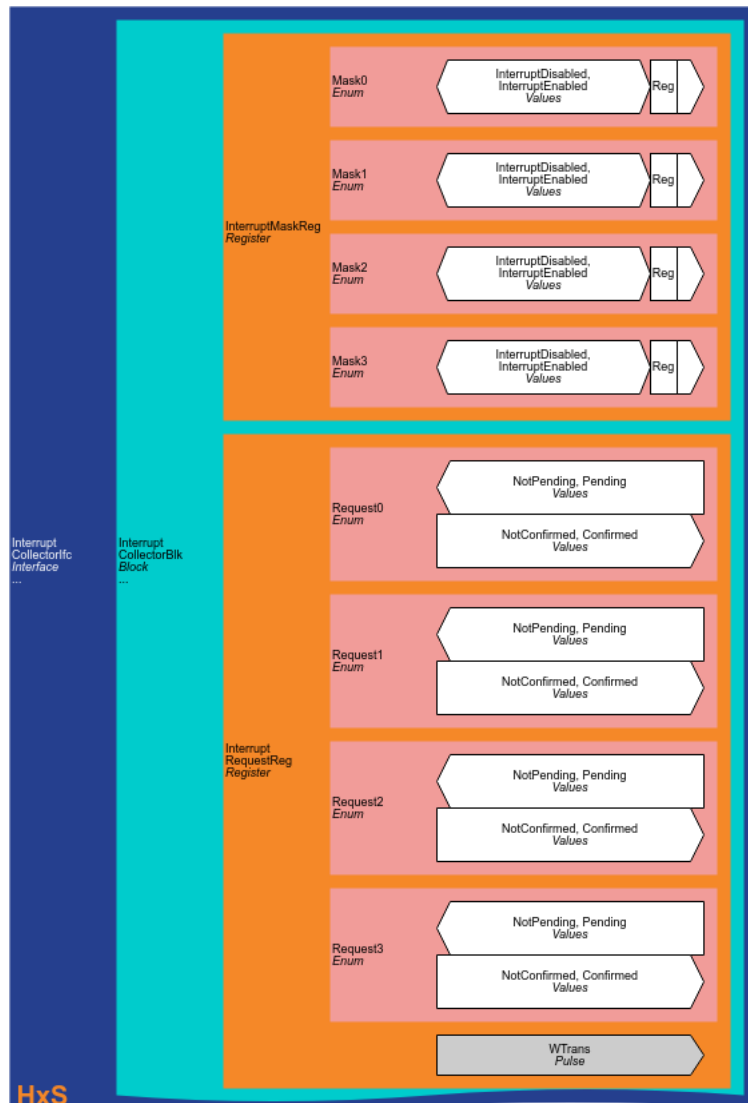 Mask0
Enum
InterruptDisabled,
InterruptEnabled
Values
Reg
Mask1
Enum
InterruptDisabled,
InterruptEnabled
Values
Reg
InterruptMaskReg
Register
Mask2
Enum
InterruptDisabled,
InterruptEnabled
Values
Reg
Mask3
Enum
InterruptDisabled,
InterruptEnabled
Values
Reg
Interrupt
CollectorIfc
Interface
...
Interrupt
CollectorBlk
Block
...
Request0
Enum
NotPending, Pending
Values
NotConfirmed, Confirmed
Values
Request1
Enum
NotPending, Pending
Values
NotConfirmed, Confirmed
Values
Interrupt
RequestReg
Register
Request2
Enum
NotPending, Pending
Values
NotConfirmed, Confirmed
Values
Request3
Enum
NotPending, Pending
Values
NotConfirmed, Confirmed
Values
WTrans
Pulse
HxS